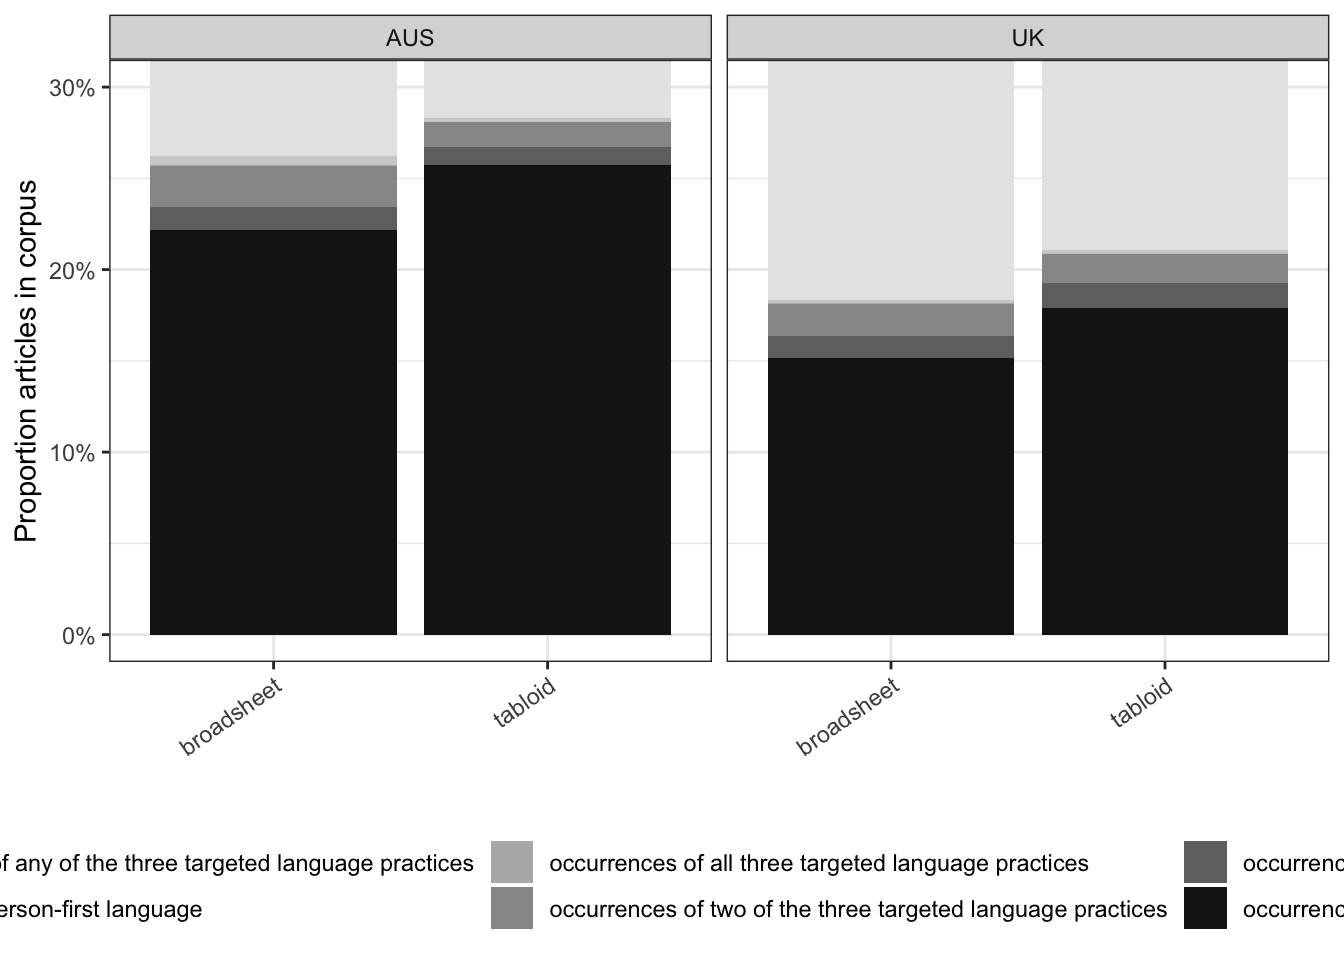 AUS
UK
Proportion articles in corpus
30%
20%
10%
0%
broadsheet
tabloid
broadsheet
tabloid
of any of the three targeted language practices
occurrences of all three targeted language practices
occurrenc
erson-first language
occurrences of two of the three targeted language practices
occurrenc